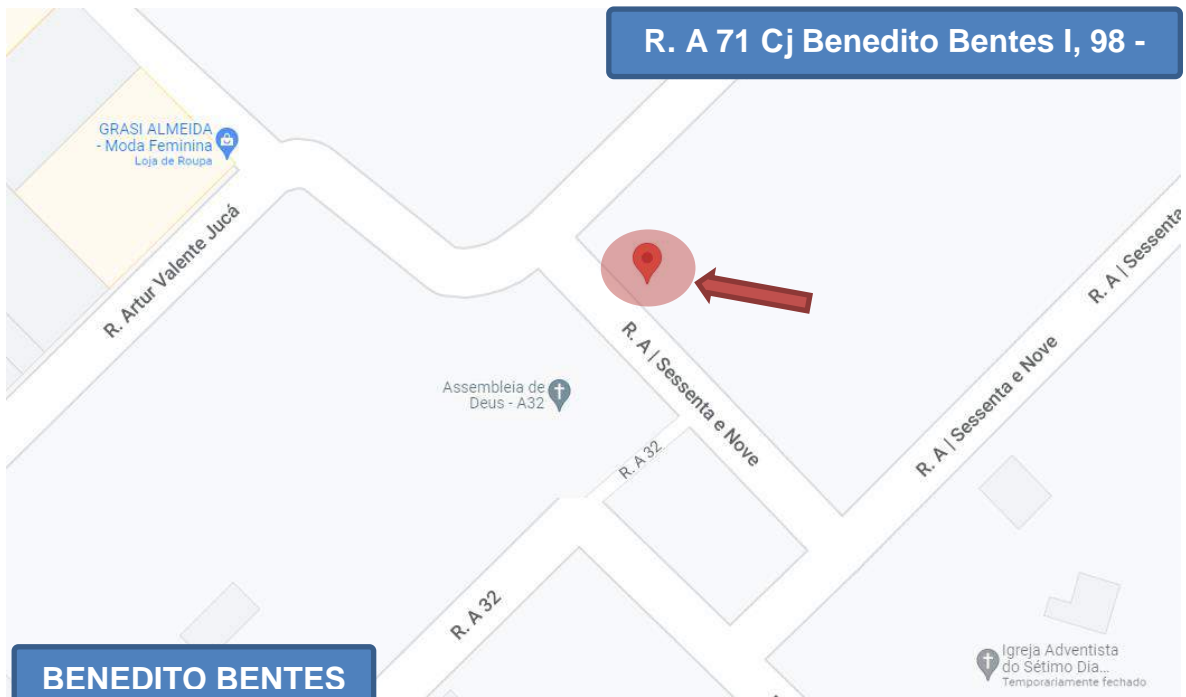 R. A 71 Cj Benedito Bentes I, 98 -
GRASI ALMEIDA
- Moda Feminina
Loja de Roupa
R. Artur Valente Jucá
R. A | Sessenta
R. A | Sessenta e Nove
Assembleia de
Deus - A32
R. A | Sessenta e Nove
R. A 32
R. A 32
Igreja Adventista
do Sétimo Dia...
Temporariamente fechado
BENEDITO BENTES